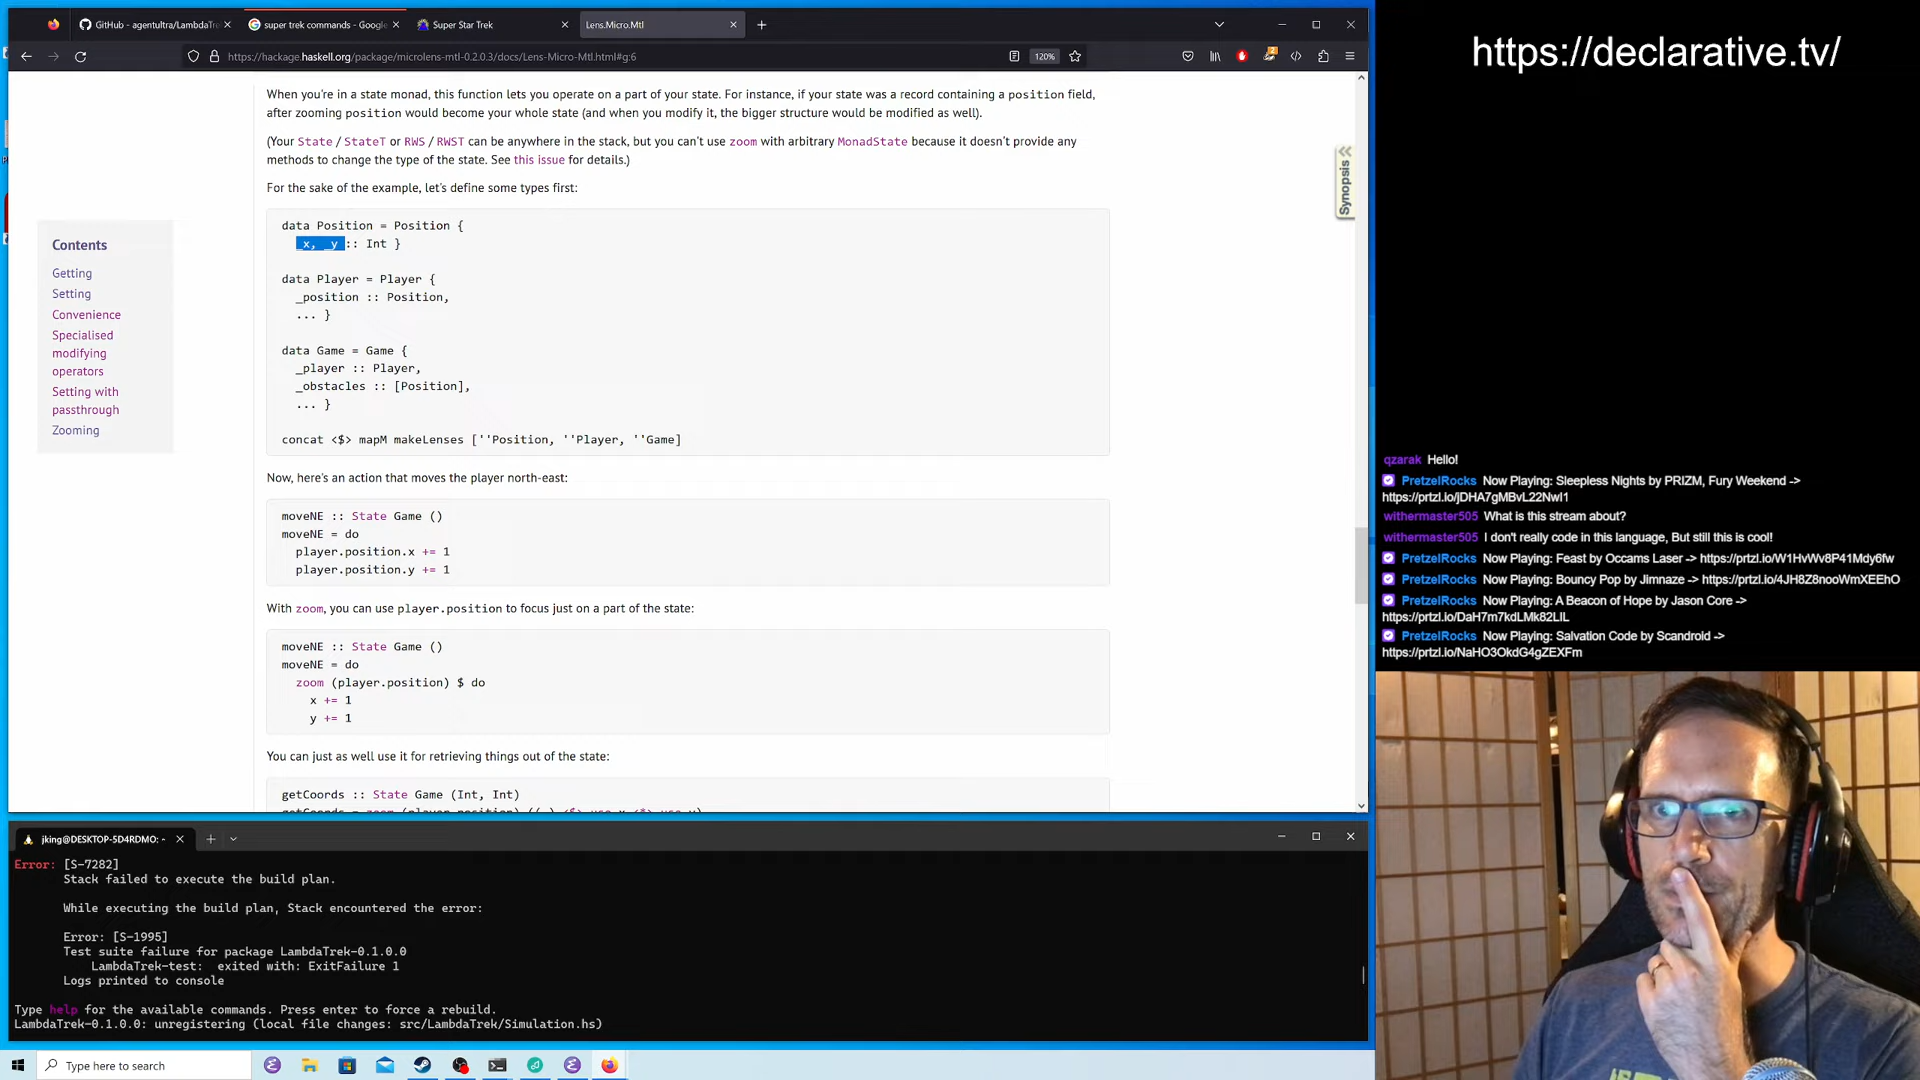 GitHub - agentultra/LambdaTre
super trek commands - Google
Super Star Trek
Lens.Micro.Mtl
https://hackage.haskell.org/package/microlens-mtl-0.2.0.3/docs/Lens-Micro-Mtl.html#g:6
120%
When you're in a state monad, this function lets you operate on a part of your state. For instance, if your state was a record containing a position field,
after zooming position would become your whole state (and when you modify it, the bigger structure would be modified as well).
(Your State / StateT or RWS / RWST can be anywhere in the stack, but you can't use zoom with arbitrary MonadState because it doesn't provide any
methods to change the type of the state. See this issue for details.)
For the sake of the example, let's define some types first:
data Position = Position {
_x, _y :: Int }
data Player = Player {
_position :: Position,
... }
data Game = Game {
_player :: Player,
_obstacles :: [Position],
... }
concat <$> mapM makeLenses [''Position, ''Player, ''Game]
Now, here's an action that moves the player north-east:
moveNE :: State Game ()
moveNE = do
player.position.x += 1
player.position.y += 1
With zoom, you can use player.position to focus just on a part of the state:
moveNE :: State Game ()
moveNE = do
zoom (player.position) $ do
x += 1
y += 1
You can just as well use it for retrieving things out of the state:
getCoords :: State Game (Int, Int)
getCoords = zoom (player.position) ((,) <$> use x <*> use y)
Contents
Getting
Setting
Convenience
Specialised
modifying
operators
Setting with
passthrough
Zooming
Synopsis
jking@DESKTOP-5D4RDMO: ~
Error: [S-7282]
Stack failed to execute the build plan.
While executing the build plan, Stack encountered the error:
Error: [S-1995]
Test suite failure for package LambdaTrek-0.1.0.0
LambdaTrek-test: exited with: ExitFailure 1
Logs printed to console
Type help for the available commands. Press enter to force a rebuild.
LambdaTrek-0.1.0.0: unregistering (local file changes: src/LambdaTrek/Simulation.hs)
Type here to search
https://declarative.tv/
qzarak Hello!
PretzelRocks Now Playing: Sleepless Nights by PRIZM, Fury Weekend ->
https://prtzl.io/jDHA7gMBvL22NwI1
withermaster505 What is this stream about?
withermaster505 I don't really code in this language, But still this is cool!
PretzelRocks Now Playing: Feast by Occams Laser -> https://prtzl.io/W1HvWv8P41Mdy6fw
PretzelRocks Now Playing: Bouncy Pop by Jimnaze -> https://prtzl.io/4JH8Z8nooWmXEEhO
PretzelRocks Now Playing: A Beacon of Hope by Jason Core ->
https://prtzl.io/DaH7m7kdLMk82LlL
PretzelRocks Now Playing: Salvation Code by Scandroid ->
https://prtzl.io/NaHO3OkdG4gZEXFm